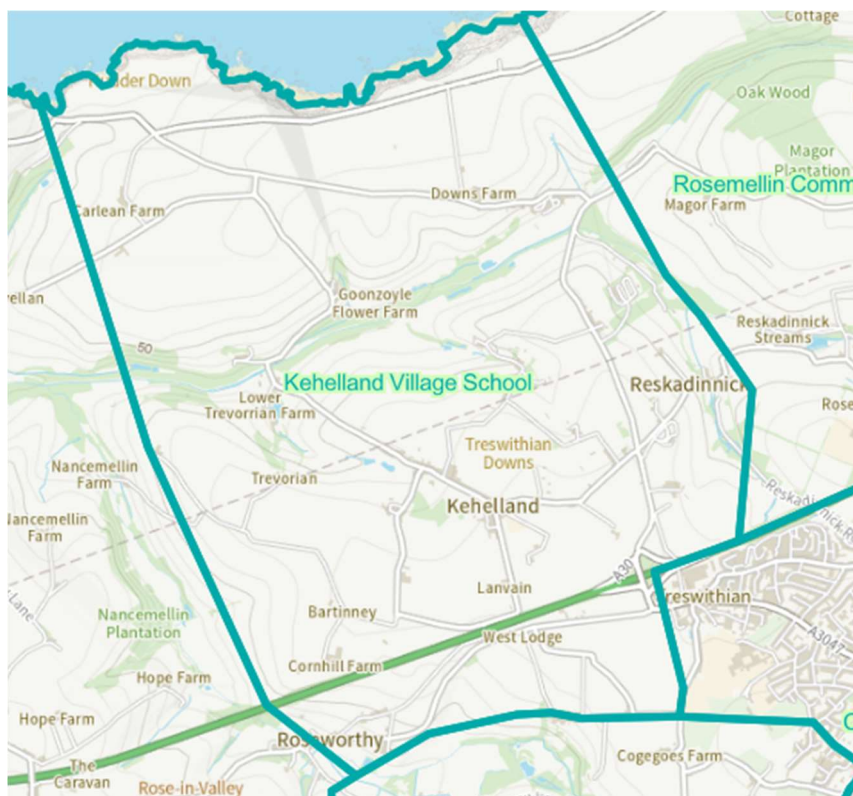 Cottage
Oak Wood
Magor
Plantation
Rosemellin Comm
Downs Farm
Magor Farm
Carlean Farm
Goonzoyle
Flower Farm
Reskadinnick
Streams
50
Kehelland Village School
Reskadinnick
Lower
Trevorrian Farm
Rose
Treswithian
Downs
Nancemellin
Farm
Trevorian
Kehelland
Nancemellin
Farm
A30
Lanvain
Treswithian
Bartinney
Nancemellin
Plantation
West Lodge
A3047
Cornhill Farm
Hope Farm
Hope Farm
Roseworthy
Cogegoes Farm
The
Caravan
Rose-in-Valley